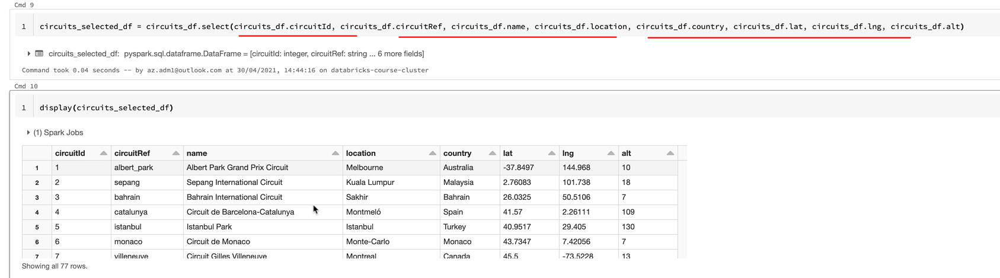 Cmd 9
1 circuits_selected_df = circuits_df.select(circuits_df.circuitId, circuits_df.circuitRef, circuits_df.name, circuits_df.location, circuits_df.country, circuits_df.lat, circuits_df.lng, circuits_df.alt)
circuits_selected_df: pyspark.sql.dataframe.DataFrame = [circuitId: integer, circuitRef: string ... 6 more fields]
Command took 0.04 seconds -- by az.adm1@outlook.com at 30/04/2021, 14:44:16 on databricks-course-cluster
Cmd 10
1 display(circuits_selected_df)
(1) Spark Jobs
circuitId circuitRef name location country lat lng alt
1 1 albert_park Albert Park Grand Prix Circuit Melbourne Australia -37.8497 144.968 10
2 2 sepang Sepang International Circuit Kuala Lumpur Malaysia 2.76083 101.738 18
3 3 bahrain Bahrain International Circuit Sakhir Bahrain 26.0325 50.5106 7
4 4 catalunya Circuit de Barcelona-Catalunya Montmeló Spain 41.57 2.26111 109
5 5 istanbul Istanbul Park Istanbul Turkey 40.9517 29.405 130
6 6 monaco Circuit de Monaco Monte-Carlo Monaco 43.7347 7.42056 7
7 7 villeneuve Circuit Gilles Villeneuve Montreal Canada 45.5 -73.5228 13
Showing all 77 rows.